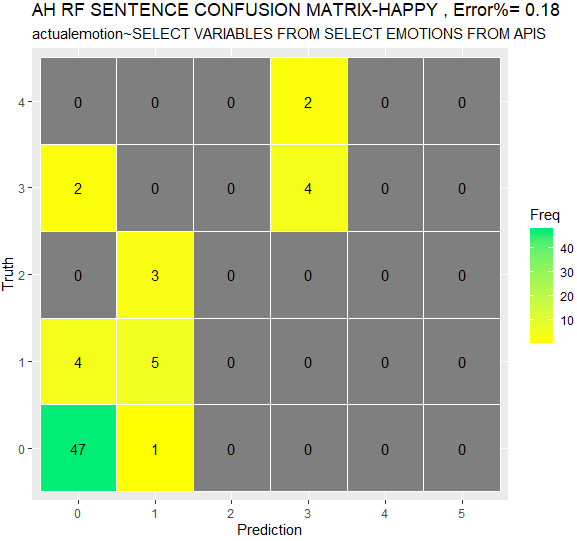 AH RF SENTENCE CONFUSION MATRIX-HAPPY , Error%= 0.18
actualemotion~SELECT VARIABLES FROM SELECT EMOTIONS FROM APIS
4 0 0 0 2 0 0
3 2 0 0 4 0 0
2 0 3 0 0 0 0
1 4 5 0 0 0 0
0 47 1 0 0 0 0
0 1 2 3 4 5
Prediction
Truth
Freq
40
30
20
10